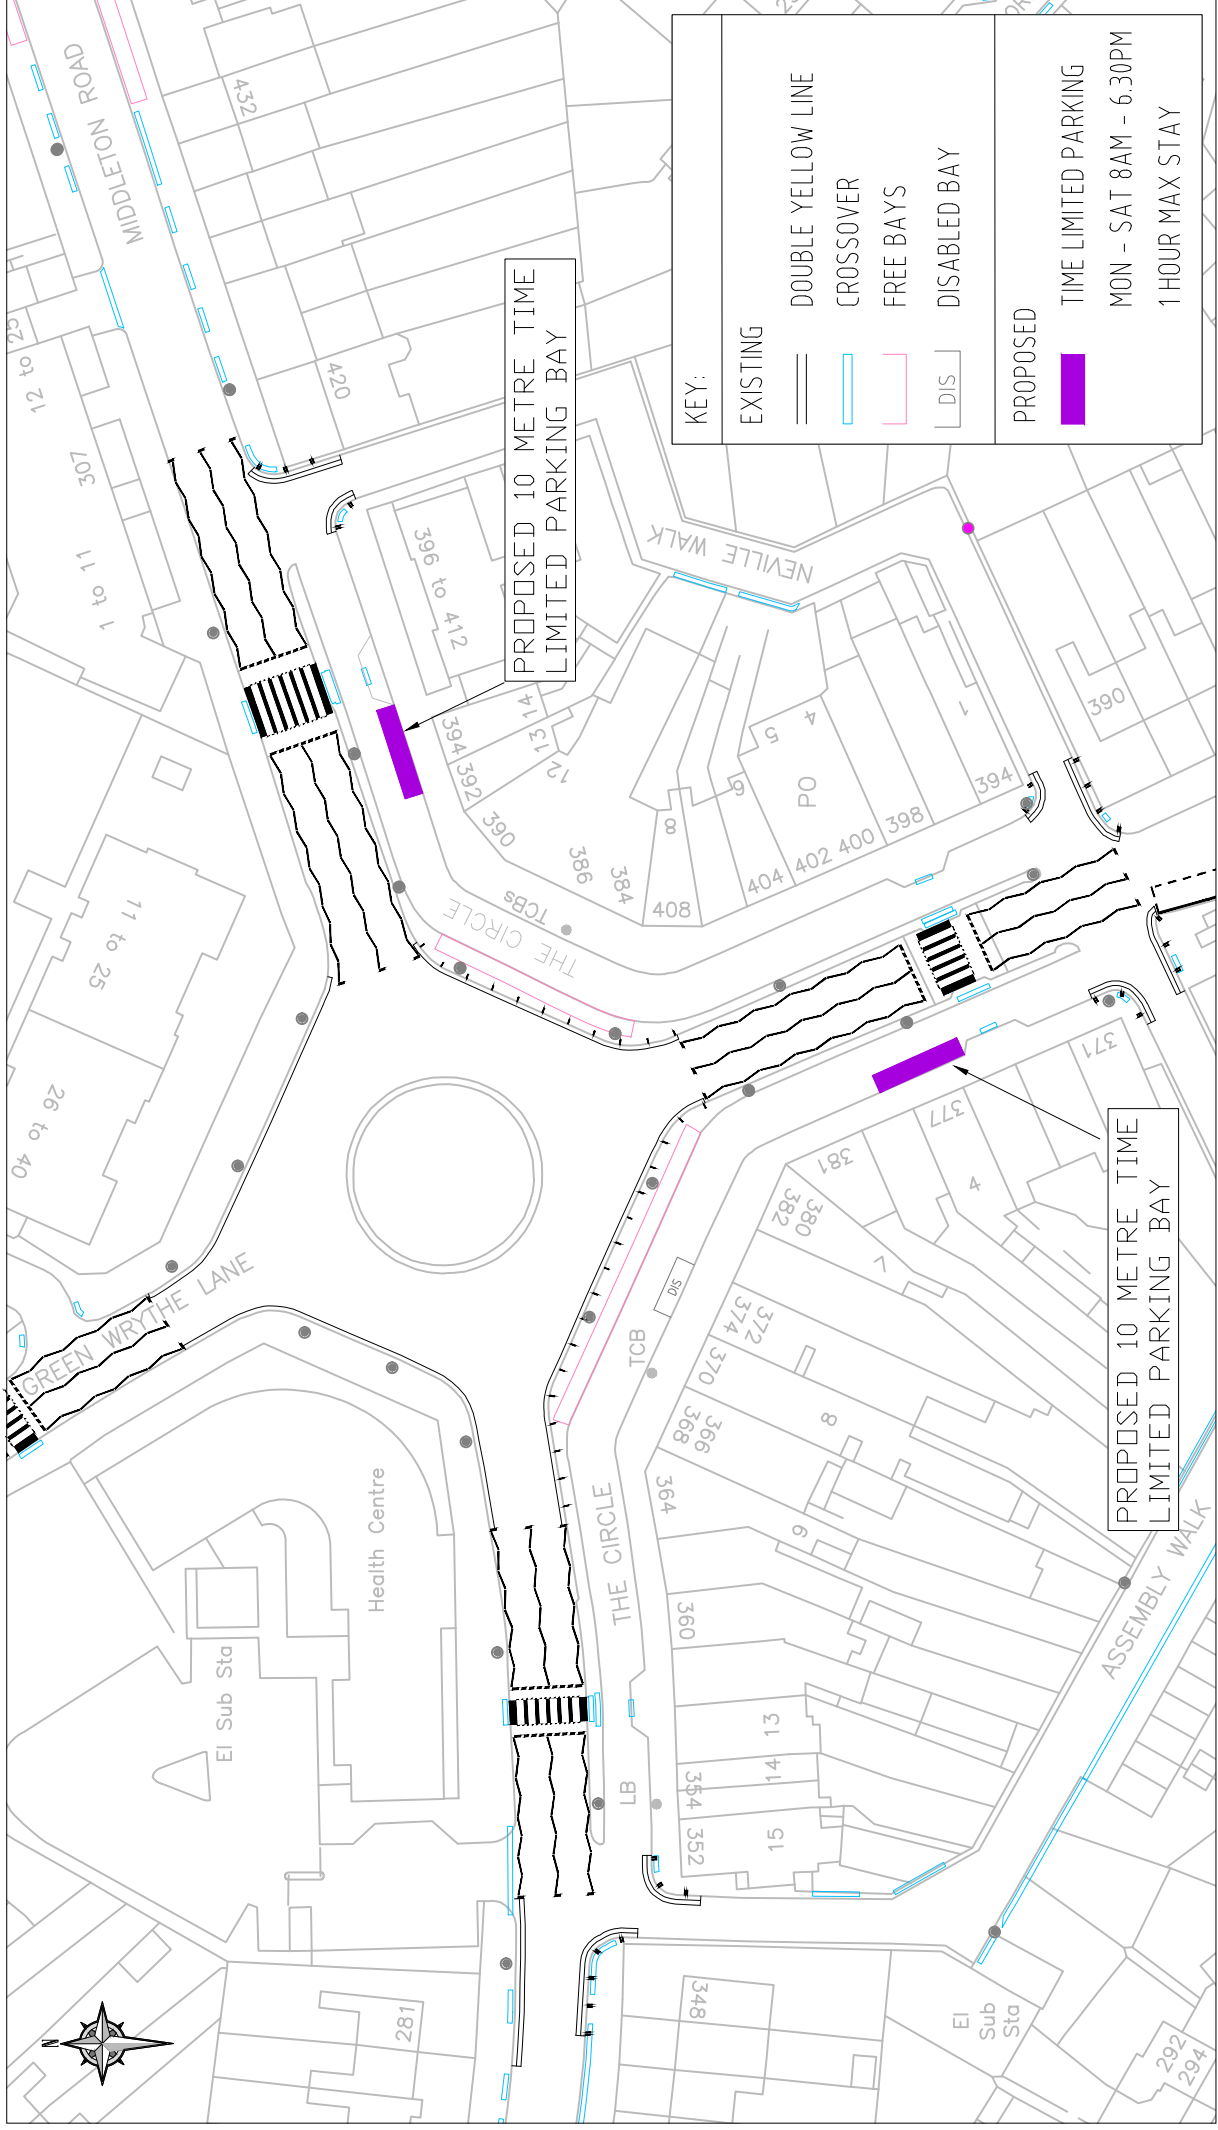 MIDDLETON ROAD
432
12 to 25
307
1 to 11
420
396 to 412
PROPOSED 10 METRE TIME
LIMITED PARKING BAY
NEVILLE WALK
394
392
390
14
13
12
386
384
TCBs
THE CIRCLE
408
8
6
5
4
PO
404
402
400
398
394
1
390
11 to 25
26 to 40
GREEN WRYTHE LANE
371
377
381
4
382
380
7
DIS
TCB
374
372
370
368
366
8
364
9
THE CIRCLE
360
PROPOSED 10 METRE TIME
LIMITED PARKING BAY
ASSEMBLY WALK
Health Centre
El Sub Sta
LB
13
14
15
354
352
348
281
El
Sub
Sta
292
294
N
KEY:
EXISTING
DOUBLE YELLOW LINE
CROSSOVER
FREE BAYS
DIS
DISABLED BAY
PROPOSED
TIME LIMITED PARKING
MON - SAT 8AM - 6.30PM
1 HOUR MAX STAY